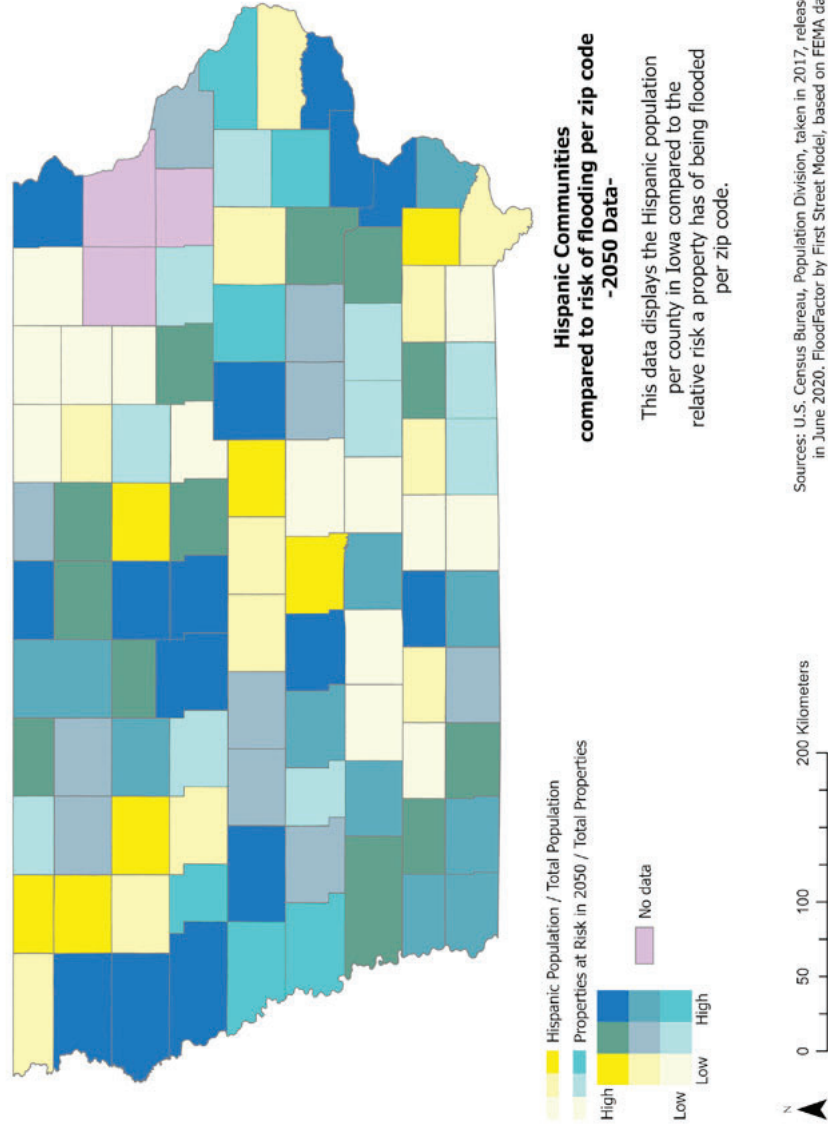 Hispanic Communities
compared to risk of flooding per zip code
-2050 Data-
This data displays the Hispanic population
per county in Iowa compared to the
relative risk a property has of being flooded
per zip code.
Hispanic Population / Total Population
Properties at Risk in 2050 / Total Properties
High
Low
Low
High
No data
N
0
50
100
200 Kilometers
Sources: U.S. Census Bureau, Population Division, taken in 2017,
in June 2020. FloodFactor by First Street Model, based on FEMA